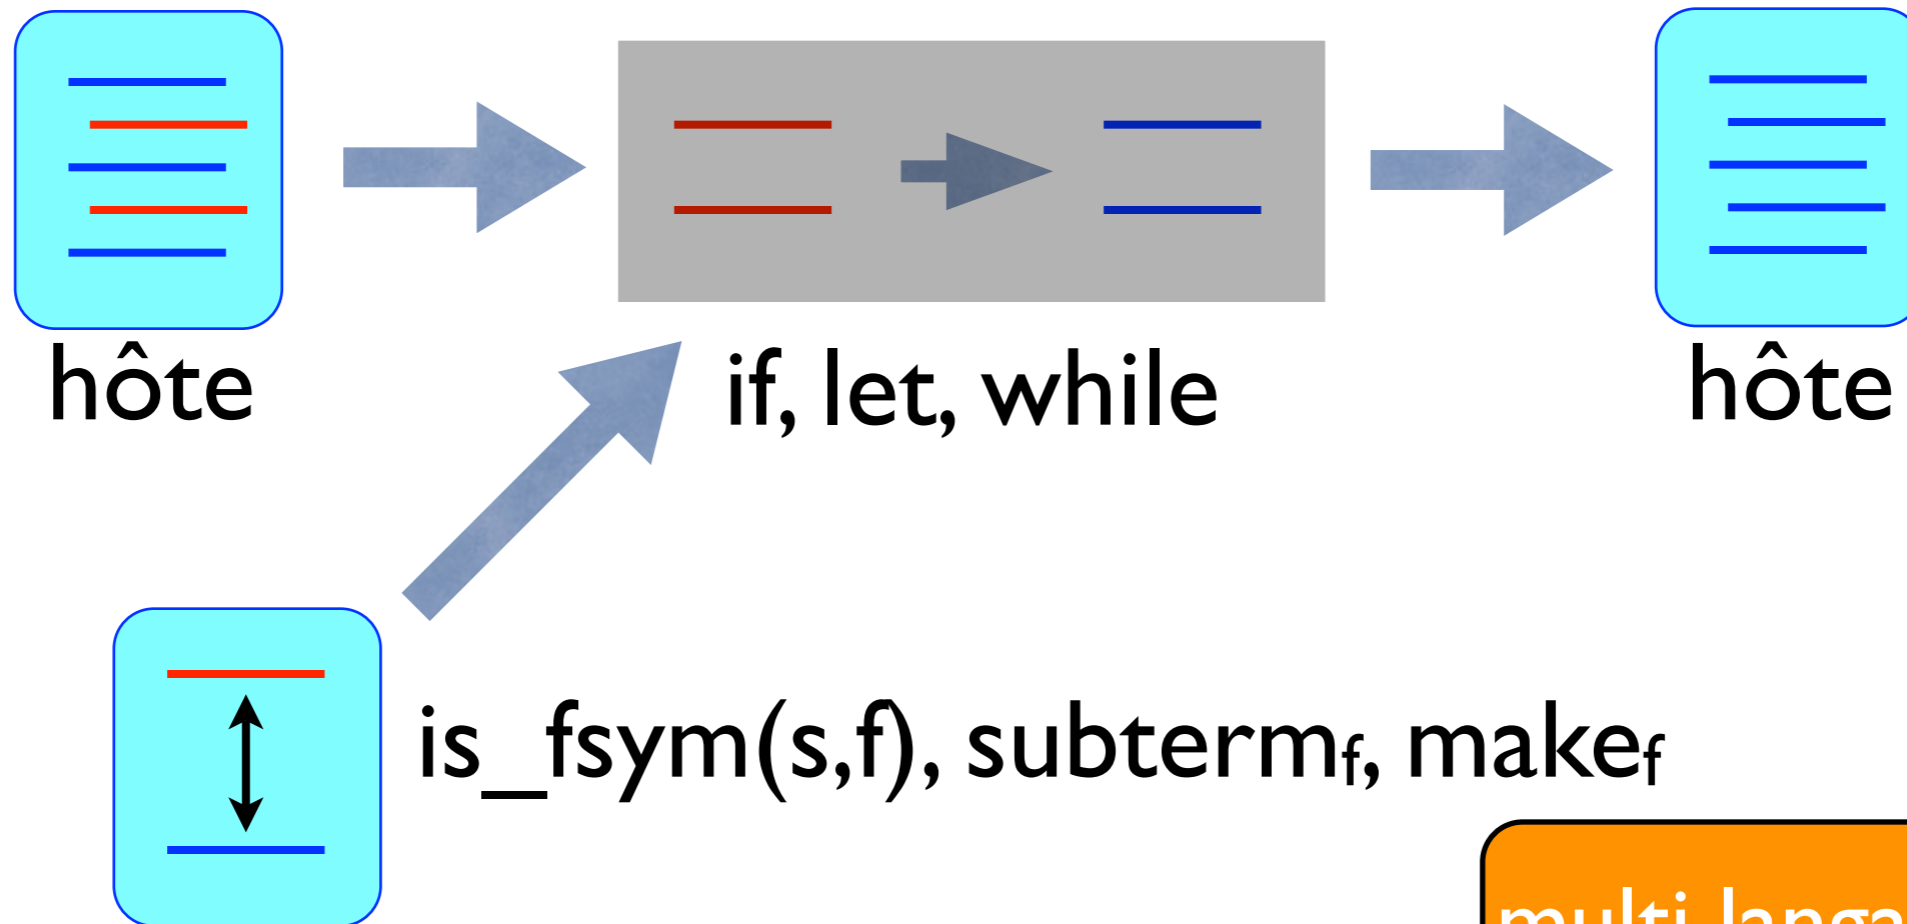 hôte
if, let, while
hôte
is_fsym(s,f), subtermf, makef